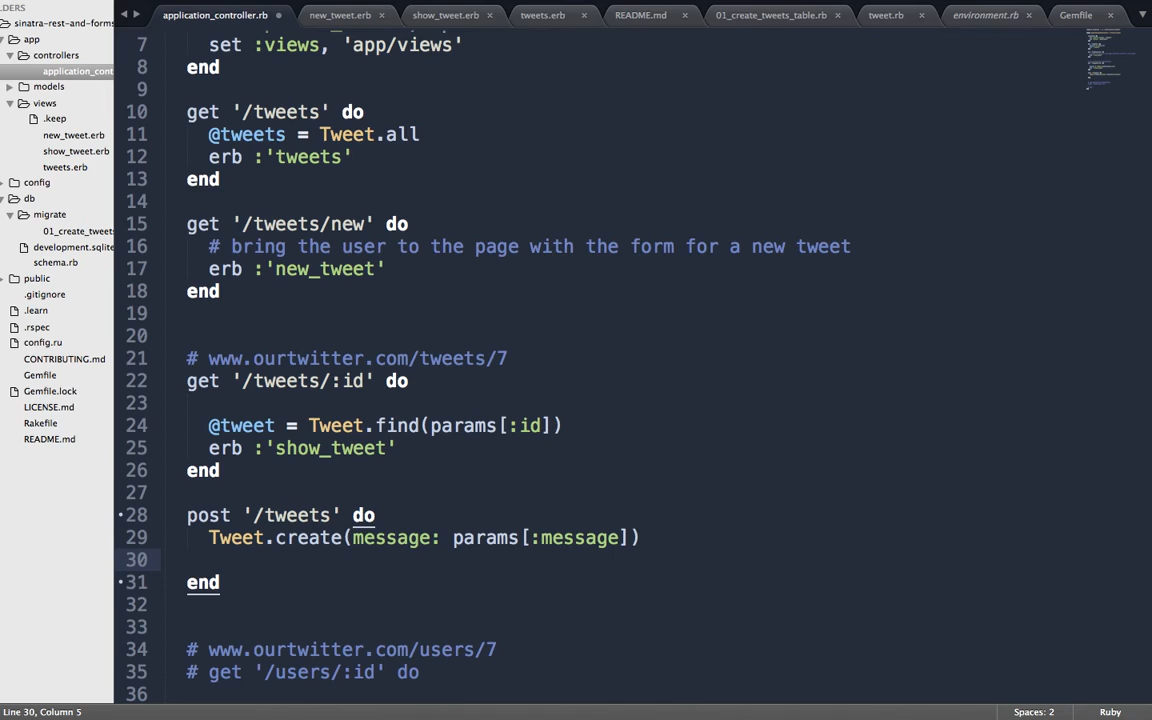 LDERS
application_controller.rb
new_tweet.erb ×
show_tweet.erb ×
tweets.erb ×
README.md ×
01_create_tweets_table.rb ×
tweet.rb ×
environment.rb ×
Gemfile ×
sinatra-rest-and-forms
app
controllers
application_cont
models
views
.keep
new_tweet.erb
show_tweet.erb
tweets.erb
config
db
migrate
01_create_tweets
development.sqlite
schema.rb
public
.gitignore
.learn
.rspec
config.ru
CONTRIBUTING.md
Gemfile
Gemfile.lock
LICENSE.md
Rakefile
README.md
7 set :views, 'app/views'
8 end
9
10 get '/tweets' do
11 @tweets = Tweet.all
12 erb :'tweets'
13 end
14
15 get '/tweets/new' do
16 # bring the user to the page with the form for a new tweet
17 erb :'new_tweet'
18 end
19
20
21 # www.ourtwitter.com/tweets/7
22 get '/tweets/:id' do
23
24 @tweet = Tweet.find(params[:id])
25 erb :'show_tweet'
26 end
27
28 post '/tweets' do
29 Tweet.create(message: params[:message])
30
31 end
32
33
34 # www.ourtwitter.com/users/7
35 # get '/users/:id' do
36
Line 30, Column 5
Spaces: 2
Ruby